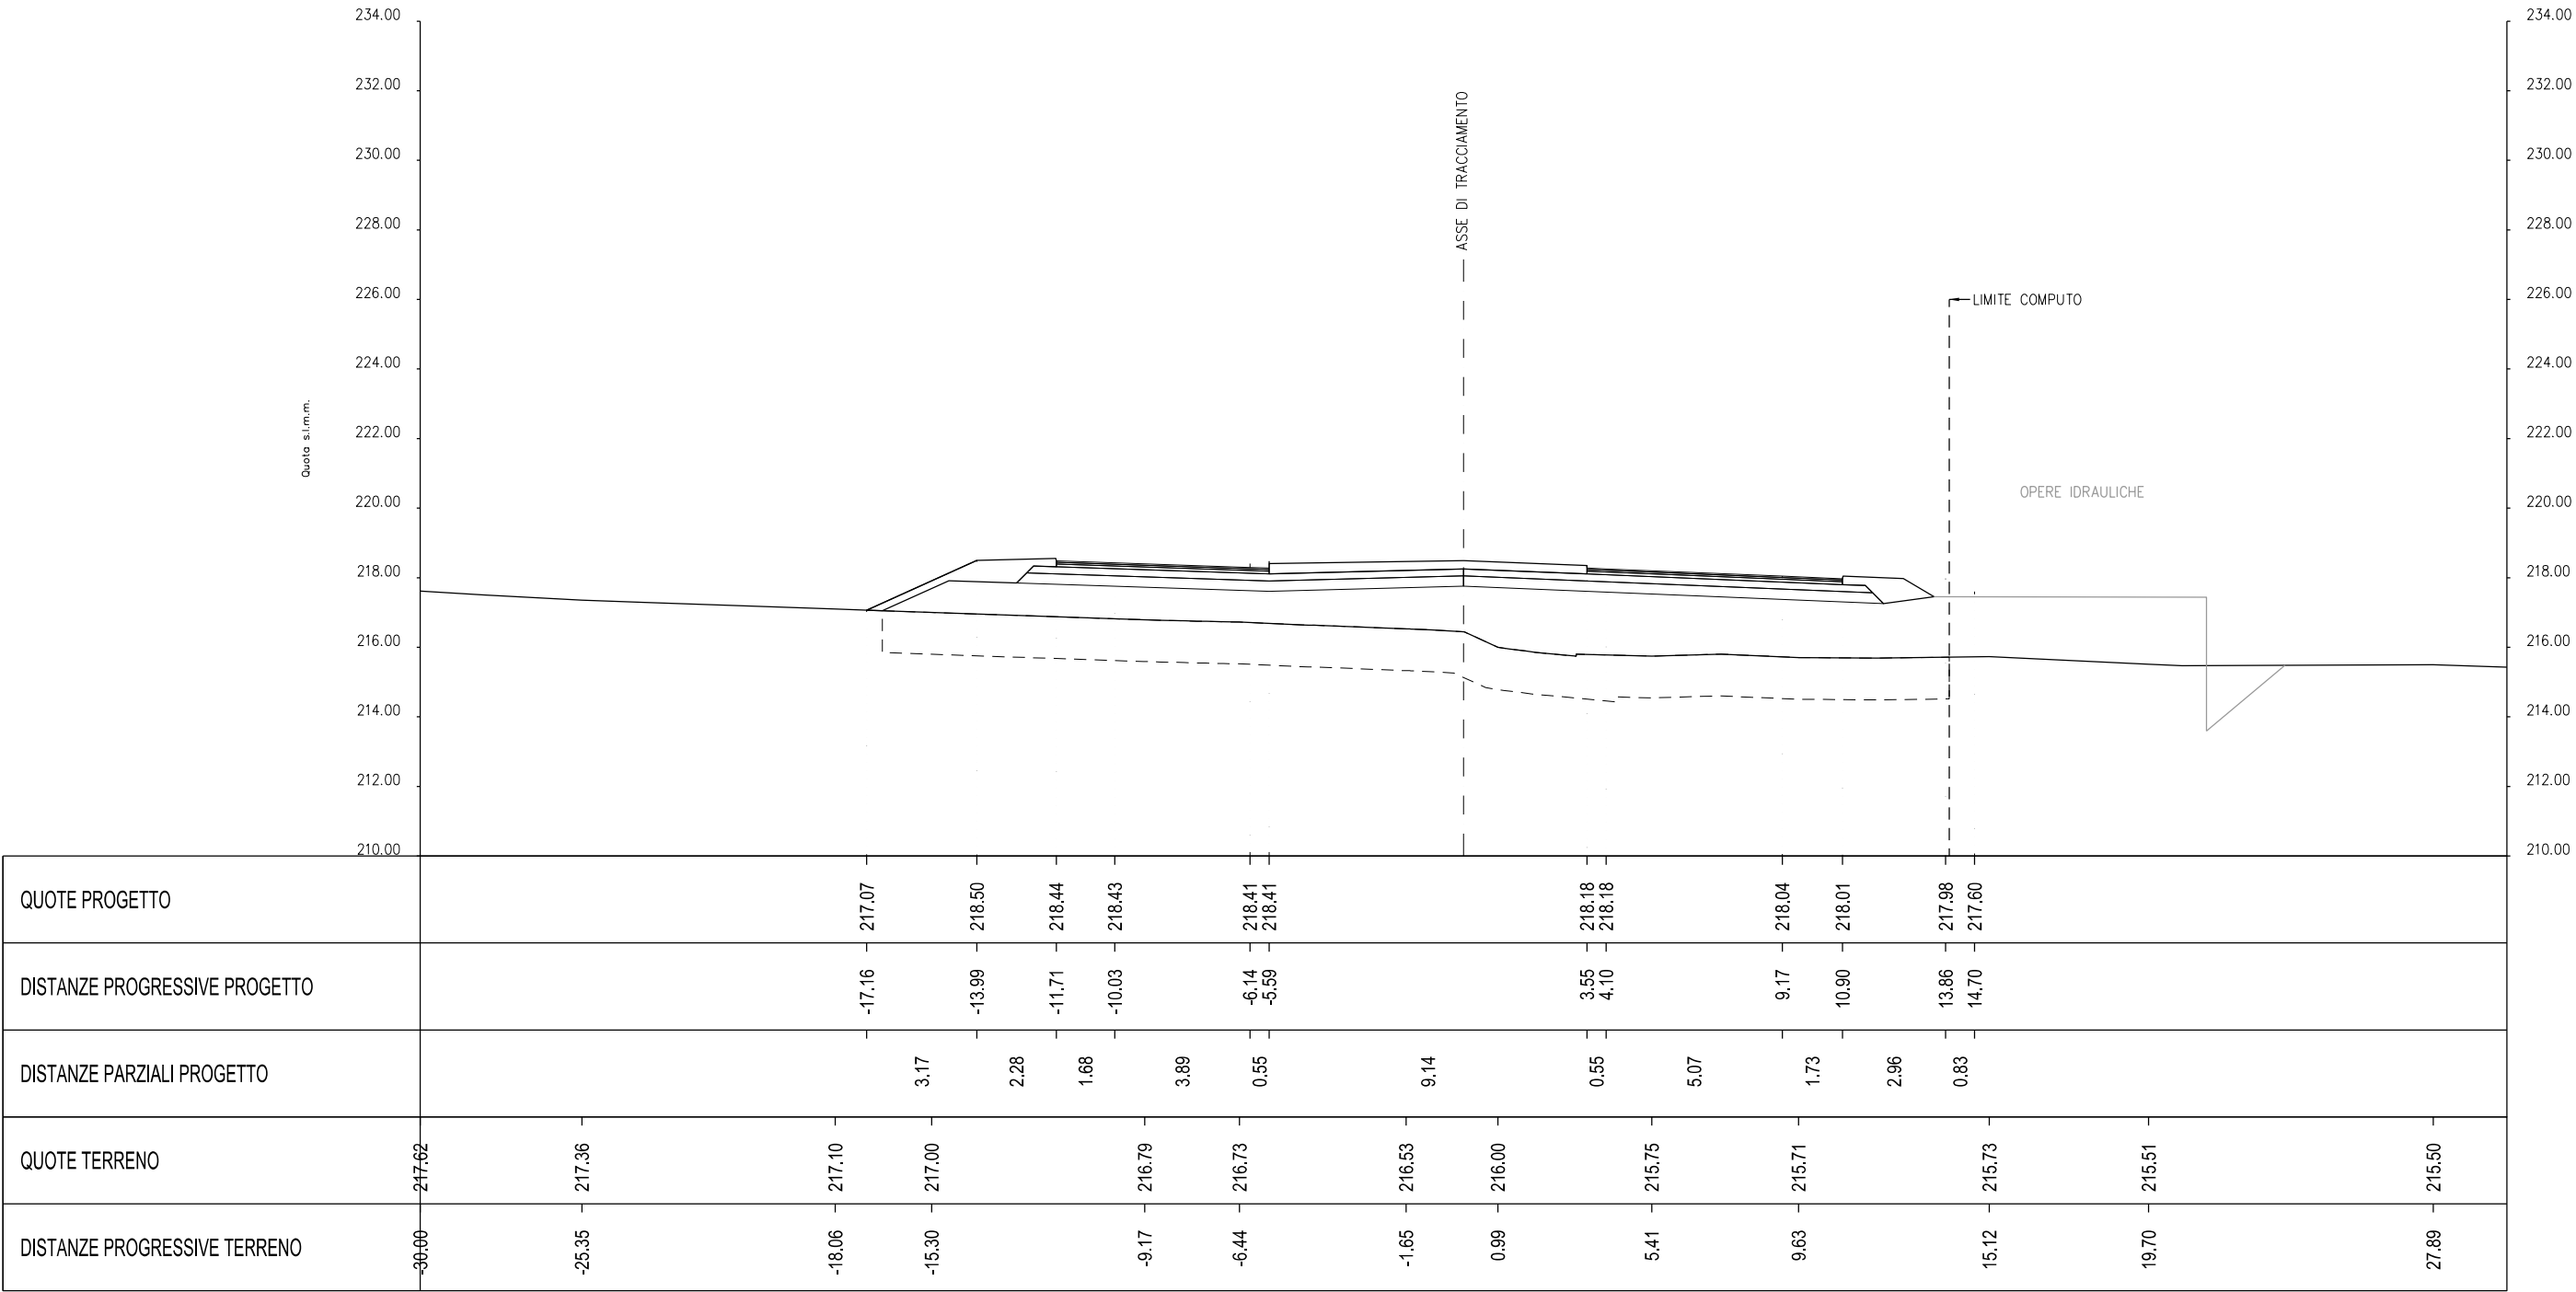 234.00 234.00
232.00 232.00
230.00 230.00
228.00 228.00
226.00 226.00
224.00 224.00
222.00 222.00
220.00 220.00
218.00 218.00
216.00 216.00
214.00 214.00
212.00 212.00
210.00 210.00
Quota s.l.m.m.
ASSE DI TRACCIAMENTO
LIMITE COMPUTO
OPERE IDRAULICHE
QUOTE PROGETTO 217.07 218.50 218.44 218.43 218.41 218.41 218.18 218.18 218.04 218.01 217.98 217.60
DISTANZE PROGRESSIVE PROGETTO -17.16 -13.99 -11.71 -10.03 -6.14 -5.59 3.55 4.10 9.17 10.90 13.86 14.70
DISTANZE PARZIALI PROGETTO 3.17 2.28 1.68 3.89 0.55 9.14 0.55 5.07 1.73 2.96 0.83
QUOTE TERRENO 217.62 217.36 217.10 217.00 216.79 216.73 216.53 216.00 215.75 215.71 215.73 215.51 215.50
DISTANZE PROGRESSIVE TERRENO -30.00 -25.35 -18.06 -15.30 -9.17 -6.44 -1.65 0.99 5.41 9.63 15.12 19.70 27.89